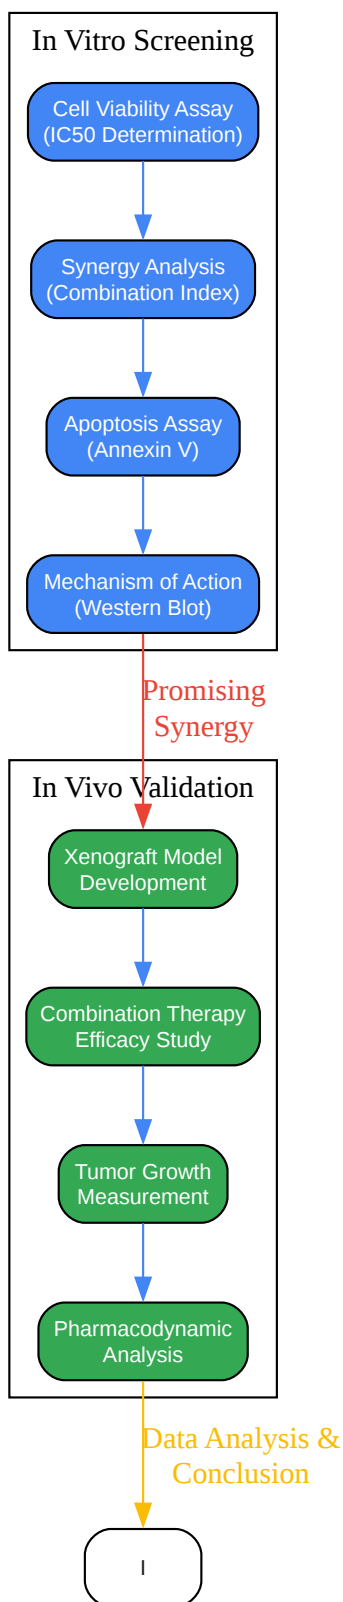 In Vitro Screening
Cell Viability Assay
(IC50 Determination)
Synergy Analysis
(Combination Index)
Apoptosis Assay
(Annexin V)
Mechanism of Action
(Western Blot)
Promising
Synergy
In Vivo Validation
Xenograft Model
Development
Combination Therapy
Efficacy Study
Tumor Growth
Measurement
Pharmacodynamic
Analysis
Data Analysis &
Conclusion
I